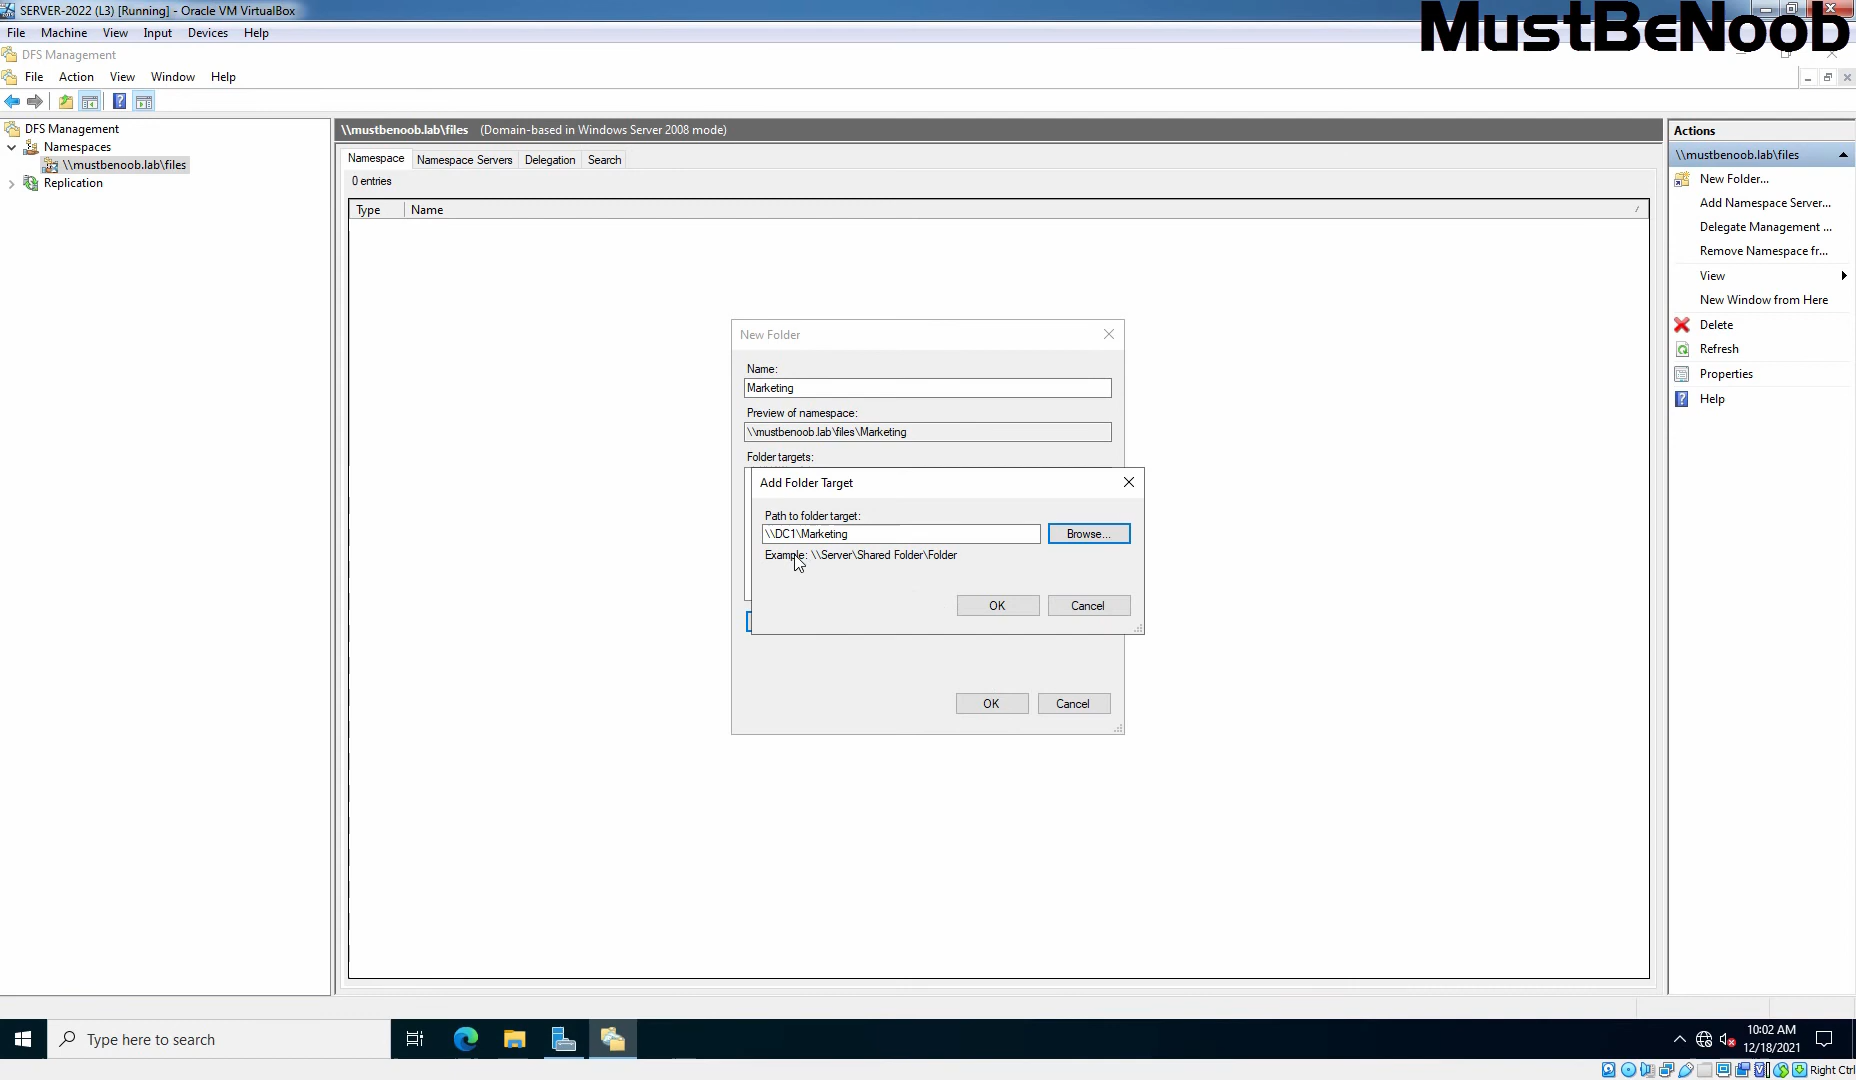 SERVER-2022 (L3) [Running] - Oracle VM VirtualBox
MustBeNoob
File Machine View Input Devices Help
DFS Management
File Action View Window Help
DFS Management
Namespaces
\\mustbenoob.lab\files
Replication
\\mustbenoob.lab\files (Domain-based in Windows Server 2008 mode)
Namespace Namespace Servers Delegation Search
0 entries
Type Name
New Folder
Name:
Marketing
Preview of namespace:
\\mustbenoob.lab\files\Marketing
Folder targets:
Add Folder Target
Path to folder target:
\\DC1\Marketing
Browse...
Example: \\Server\Shared Folder\Folder
OK Cancel
OK Cancel
Actions
\\mustbenoob.lab\files
New Folder...
Add Namespace Server...
Delegate Management ...
Remove Namespace fr...
View
New Window from Here
Delete
Refresh
Properties
Help
Type here to search
10:02 AM
12/18/2021
Right Ctrl